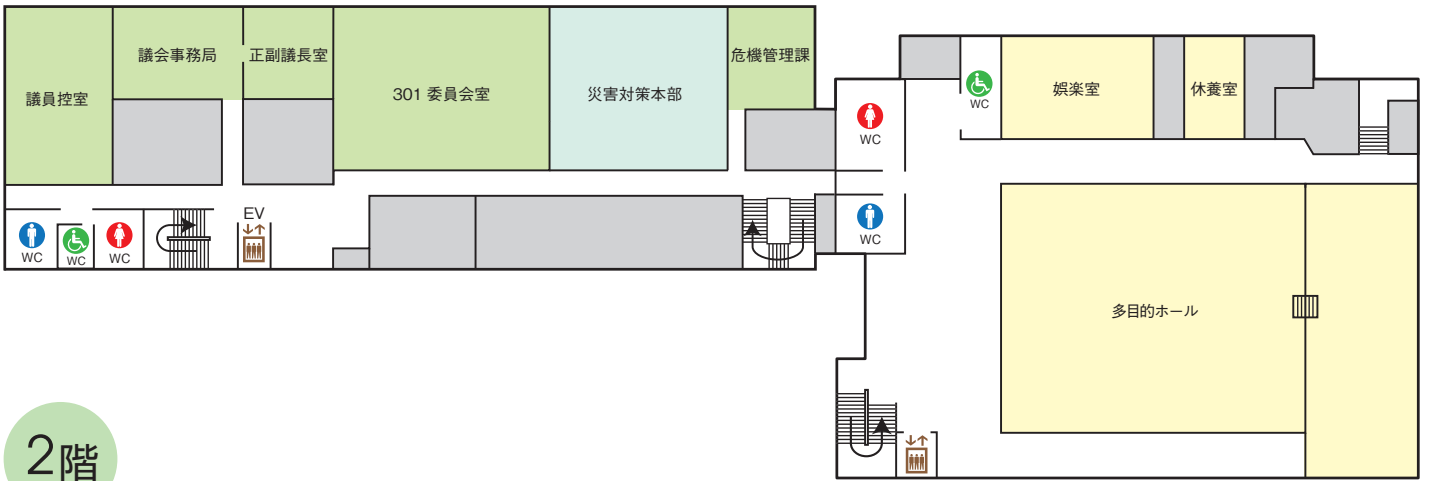 議員控室
議会事務局
正副議長室
301 委員会室
災害対策本部
危機管理課
WC
WC
娯楽室
休養室
WC
WC
WC
WC
EV
WC
多目的ホール
2階